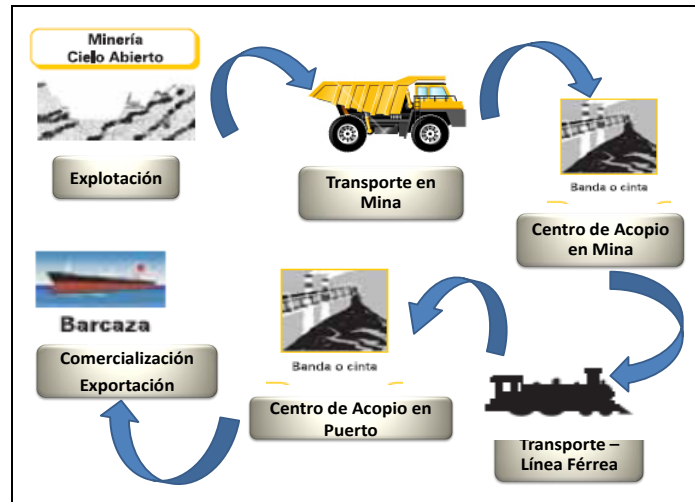 Minería
Cielo Abierto
Explotación
Transporte en
Mina
Banda o cinta
Centro de Acopio
en Mina
Transporte –
Línea Férrea
Banda o cinta
Centro de Acopio en
Puerto
Barcaza
Comercialización
Exportación